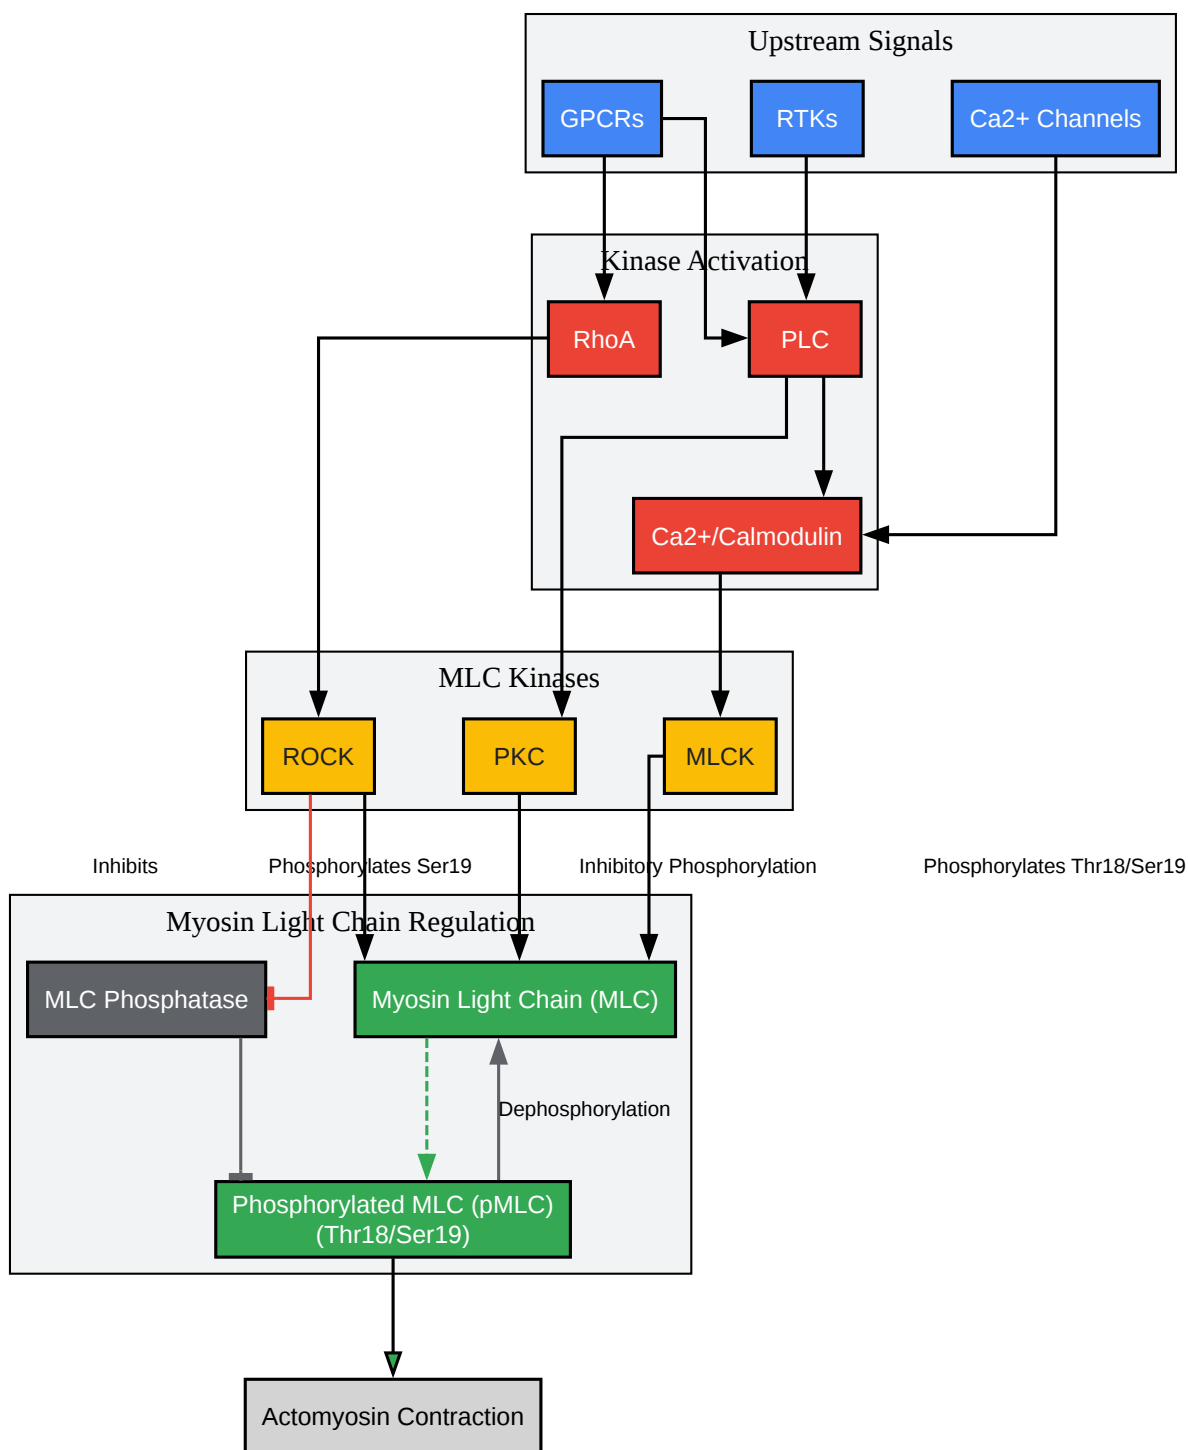 Upstream Signals
GPCRs
RTKs
Ca2+ Channels
Kinase Activation
RhoA
PLC
Ca2+/Calmodulin
MLC Kinases
ROCK
PKC
MLCK
Inhibits
Phosphorylates Ser19
Inhibitory Phosphorylation
Phosphorylates Thr18/Ser19
Myosin Light Chain Regulation
MLC Phosphatase
Myosin Light Chain (MLC)
Dephosphorylation
Phosphorylated MLC (pMLC)
(Thr18/Ser19)
Actomyosin Contraction